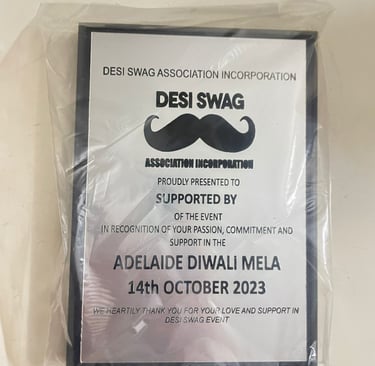 DESI SWAG ASSOCIATION INCORPORATION
DESI SWAG
ASSOCIATION INCORPORATION
PROUDLY PRESENTED TO
SUPPORTED BY
OF THE EVENT
IN RECOGNITION OF YOUR PASSION, COMMITMENT AND
SUPPORT IN THE
ADELAIDE DIWALI MELA
14th OCTOBER 2023
WE HEARTILY THANK YOU FOR YOUR LOVE AND SUPPORT IN
DESI SWAG EVENT